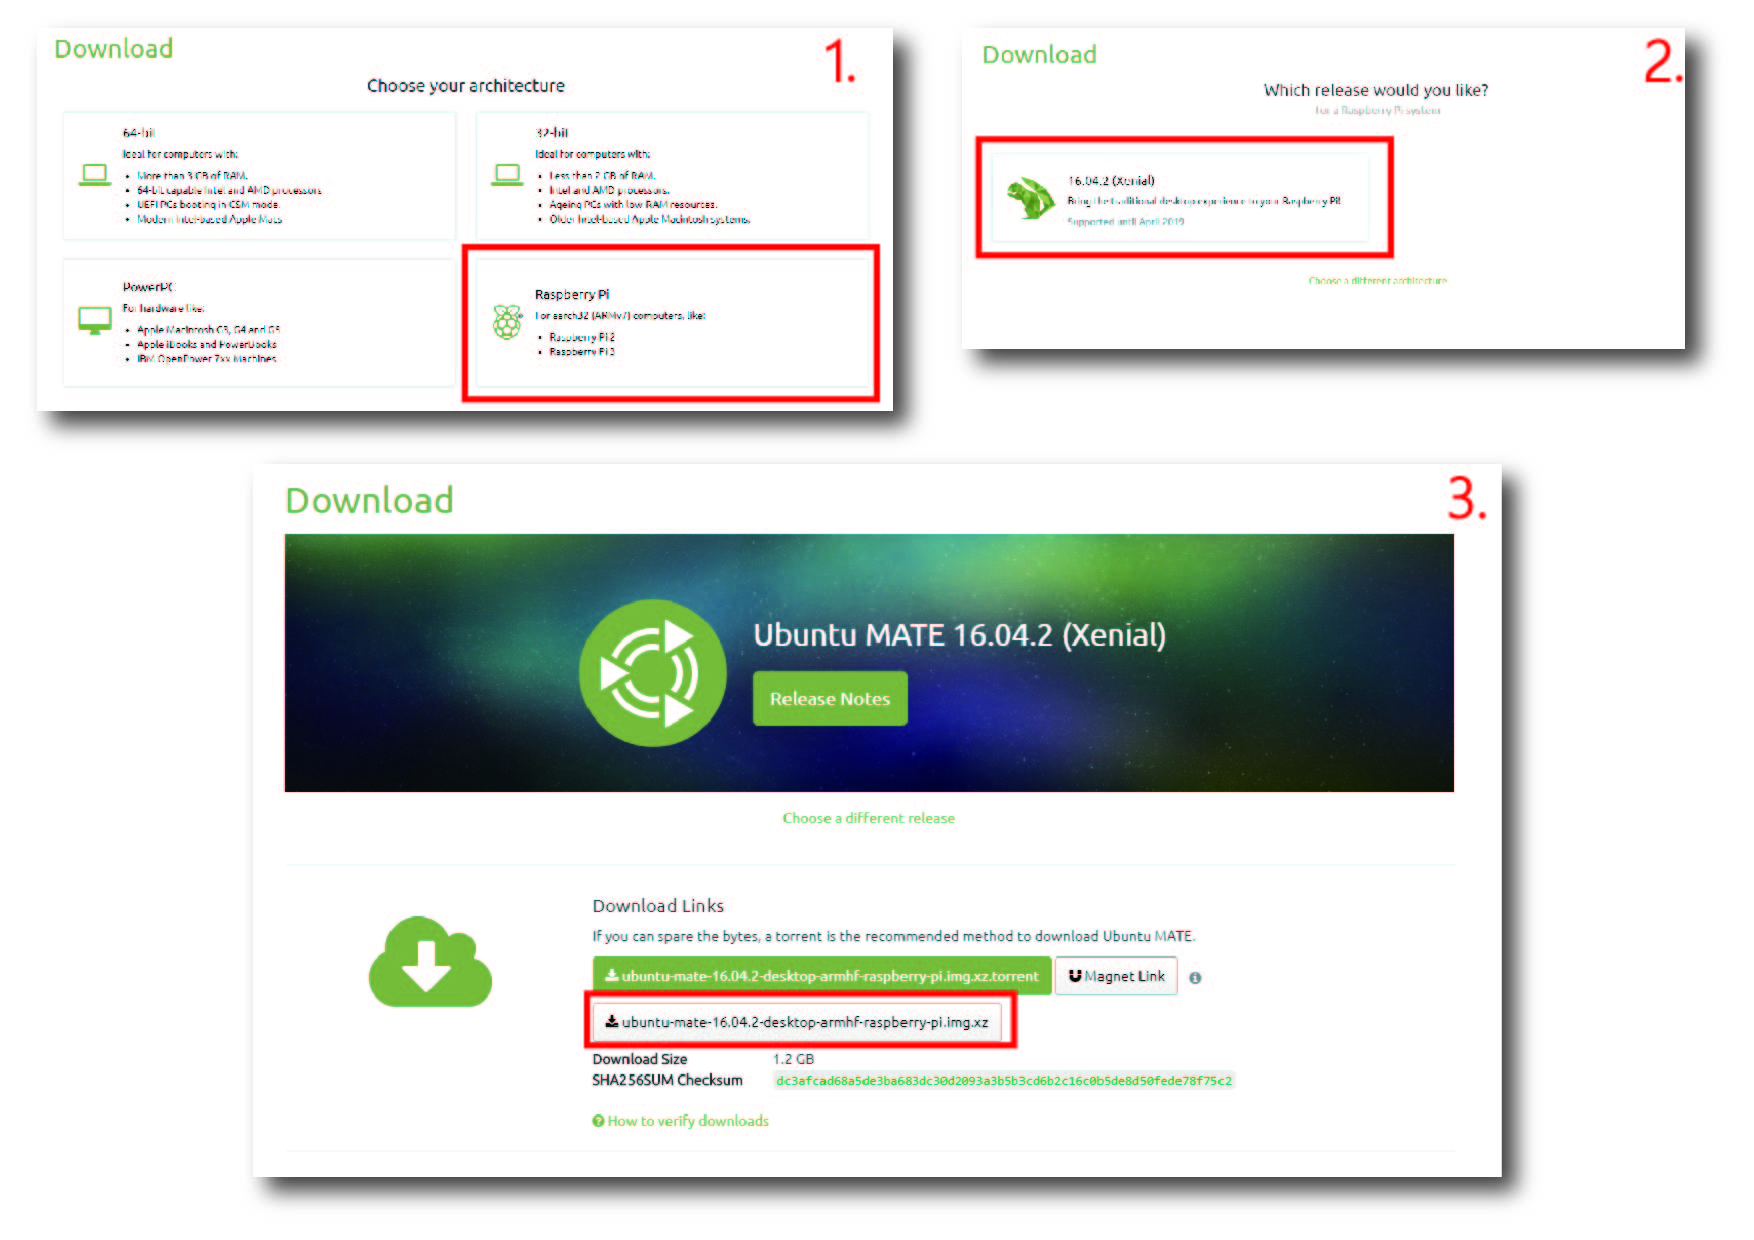 Download
1.
Choose your architecture
64-bit
Ideal for computers with:
• More than 3 GB of RAM.
• 64-bit capable Intel and AMD processors.
• UEFI PCs booting in CSM mode.
• Modern Intel-based Apple Macs
32-bit
Ideal for computers with:
• Less than 2 GB of RAM.
• Intel and AMD processors.
• Ageing PCs with low RAM resources.
• Older Intel-based Apple Macintosh systems.
PowerPC
For hardware like:
• Apple Macintosh G3, G4 and G5
• Apple iBooks and PowerBooks
• IBM OpenPower 7xx Machines
Raspberry Pi
For aarch32 (ARMv7) computers, like:
• Raspberry Pi 2
• Raspberry Pi 3
Download
2.
Which release would you like?
For a Raspberry Pi system
16.04.2 (Xenial)
Bring the traditional desktop experience to your Raspberry Pi!
Supported until April 2019
Choose a different architecture
Download
3.
Ubuntu MATE 16.04.2 (Xenial)
Release Notes
Choose a different release
Download Links
If you can spare the bytes, a torrent is the recommended method to download Ubuntu MATE.
ubuntu-mate-16.04.2-desktop-armhf-raspberry-pi.img.xz.torrent
Magnet Link
ubuntu-mate-16.04.2-desktop-armhf-raspberry-pi.img.xz
Download Size 1.2 GB
SHA256SUM Checksum dc3afcad68a5de3ba683dc30d2093a3b5b3cd6b2c16c0b5de8d50fede78f75c2
How to verify downloads